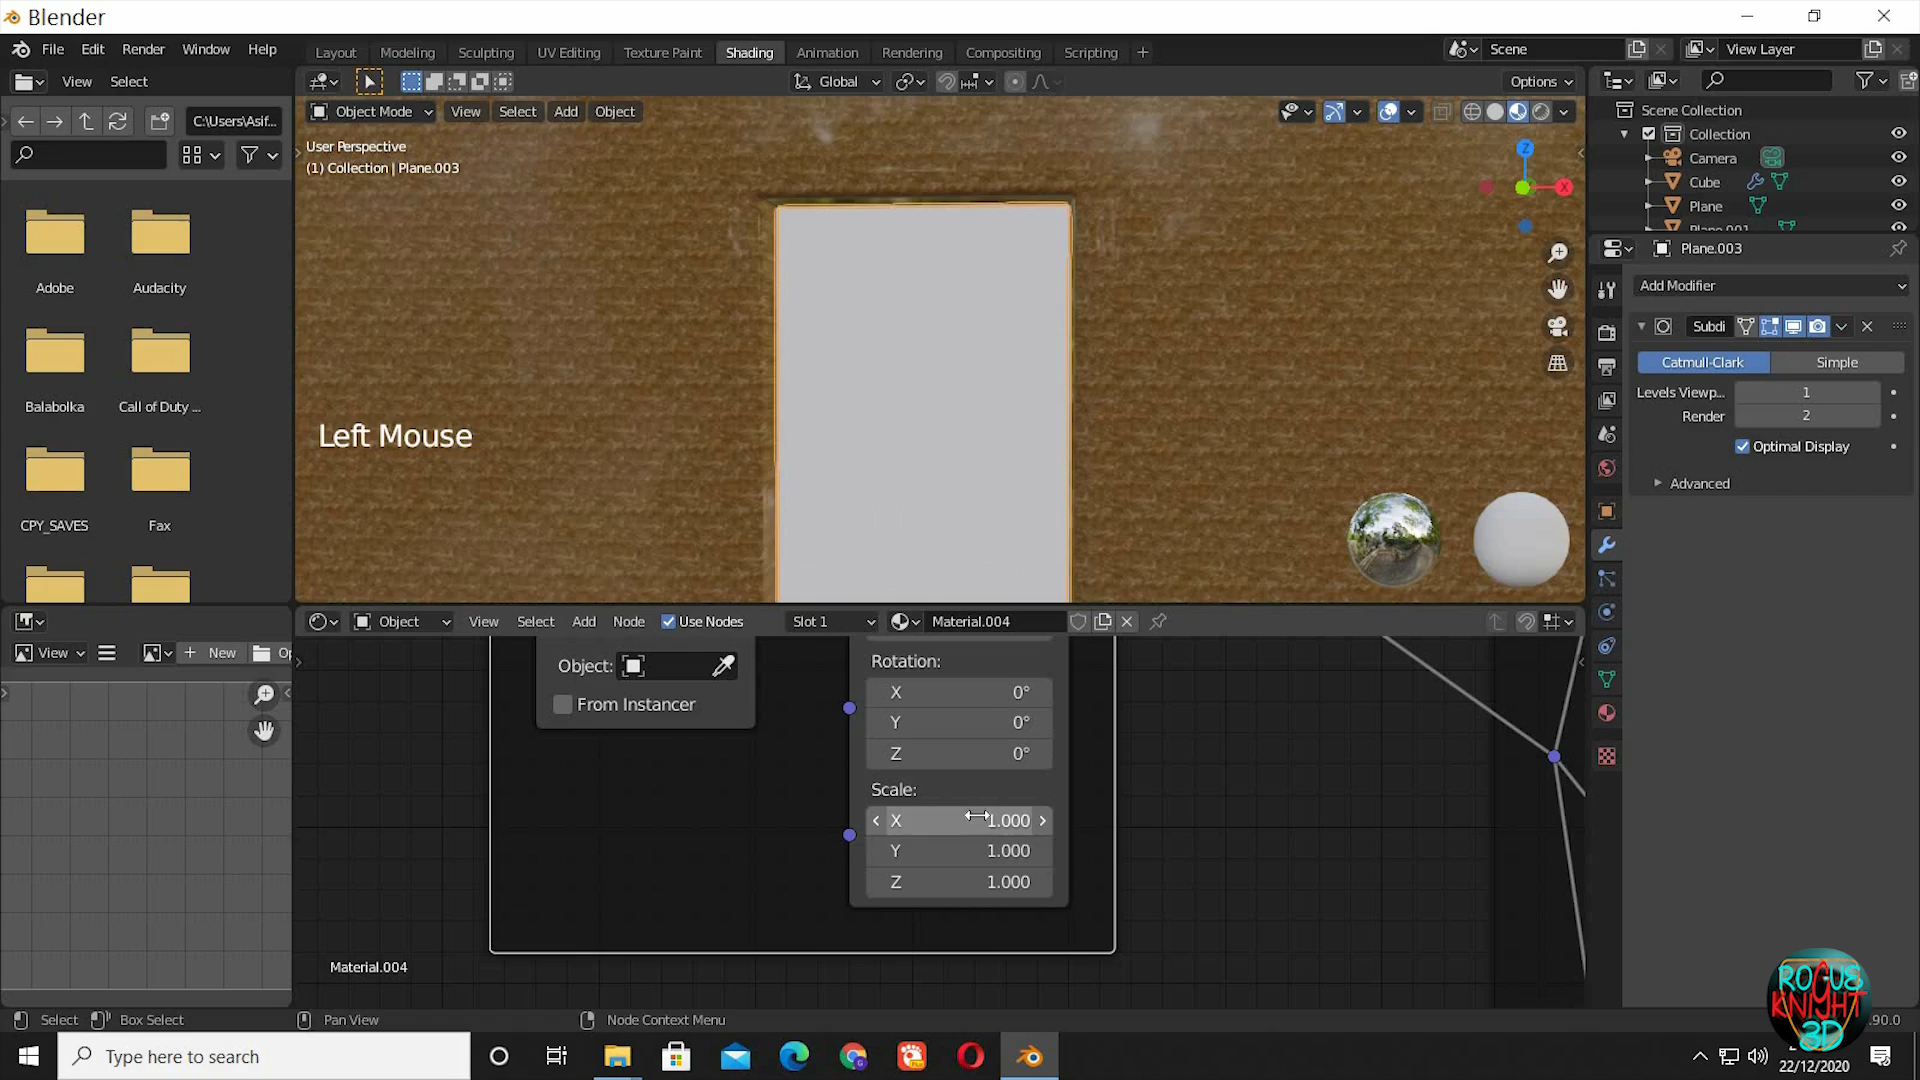 Blender
File Edit Render Window Help
Layout Modeling Sculpting UV Editing Texture Paint Shading Animation Rendering Compositing Scripting +
Scene
View Layer
View Select
Global
Options
C:\Users\Asif...
Object Mode View Select Add Object
User Perspective
(1) Collection | Plane.003
Z
X
Adobe
Audacity
Balabolka
Call of Duty ...
CPY_SAVES
Fax
Left Mouse
Scene Collection
Collection
Camera
Cube
Plane
Plane.001
Plane.003
Add Modifier
Subdi
Catmull-Clark Simple
Levels Viewp... 1
Render 2
Optimal Display
Advanced
View
New
Object View Select Add Node Use Nodes Slot 1 Material.004
Object:
From Instancer
Rotation:
X 0°
Y 0°
Z 0°
Scale:
X 1.000
Y 1.000
Z 1.000
Material.004
Select Box Select Pan View Node Context Menu
.90.0
ROGUE
KNIGHT
3D
Type here to search
22/12/2020